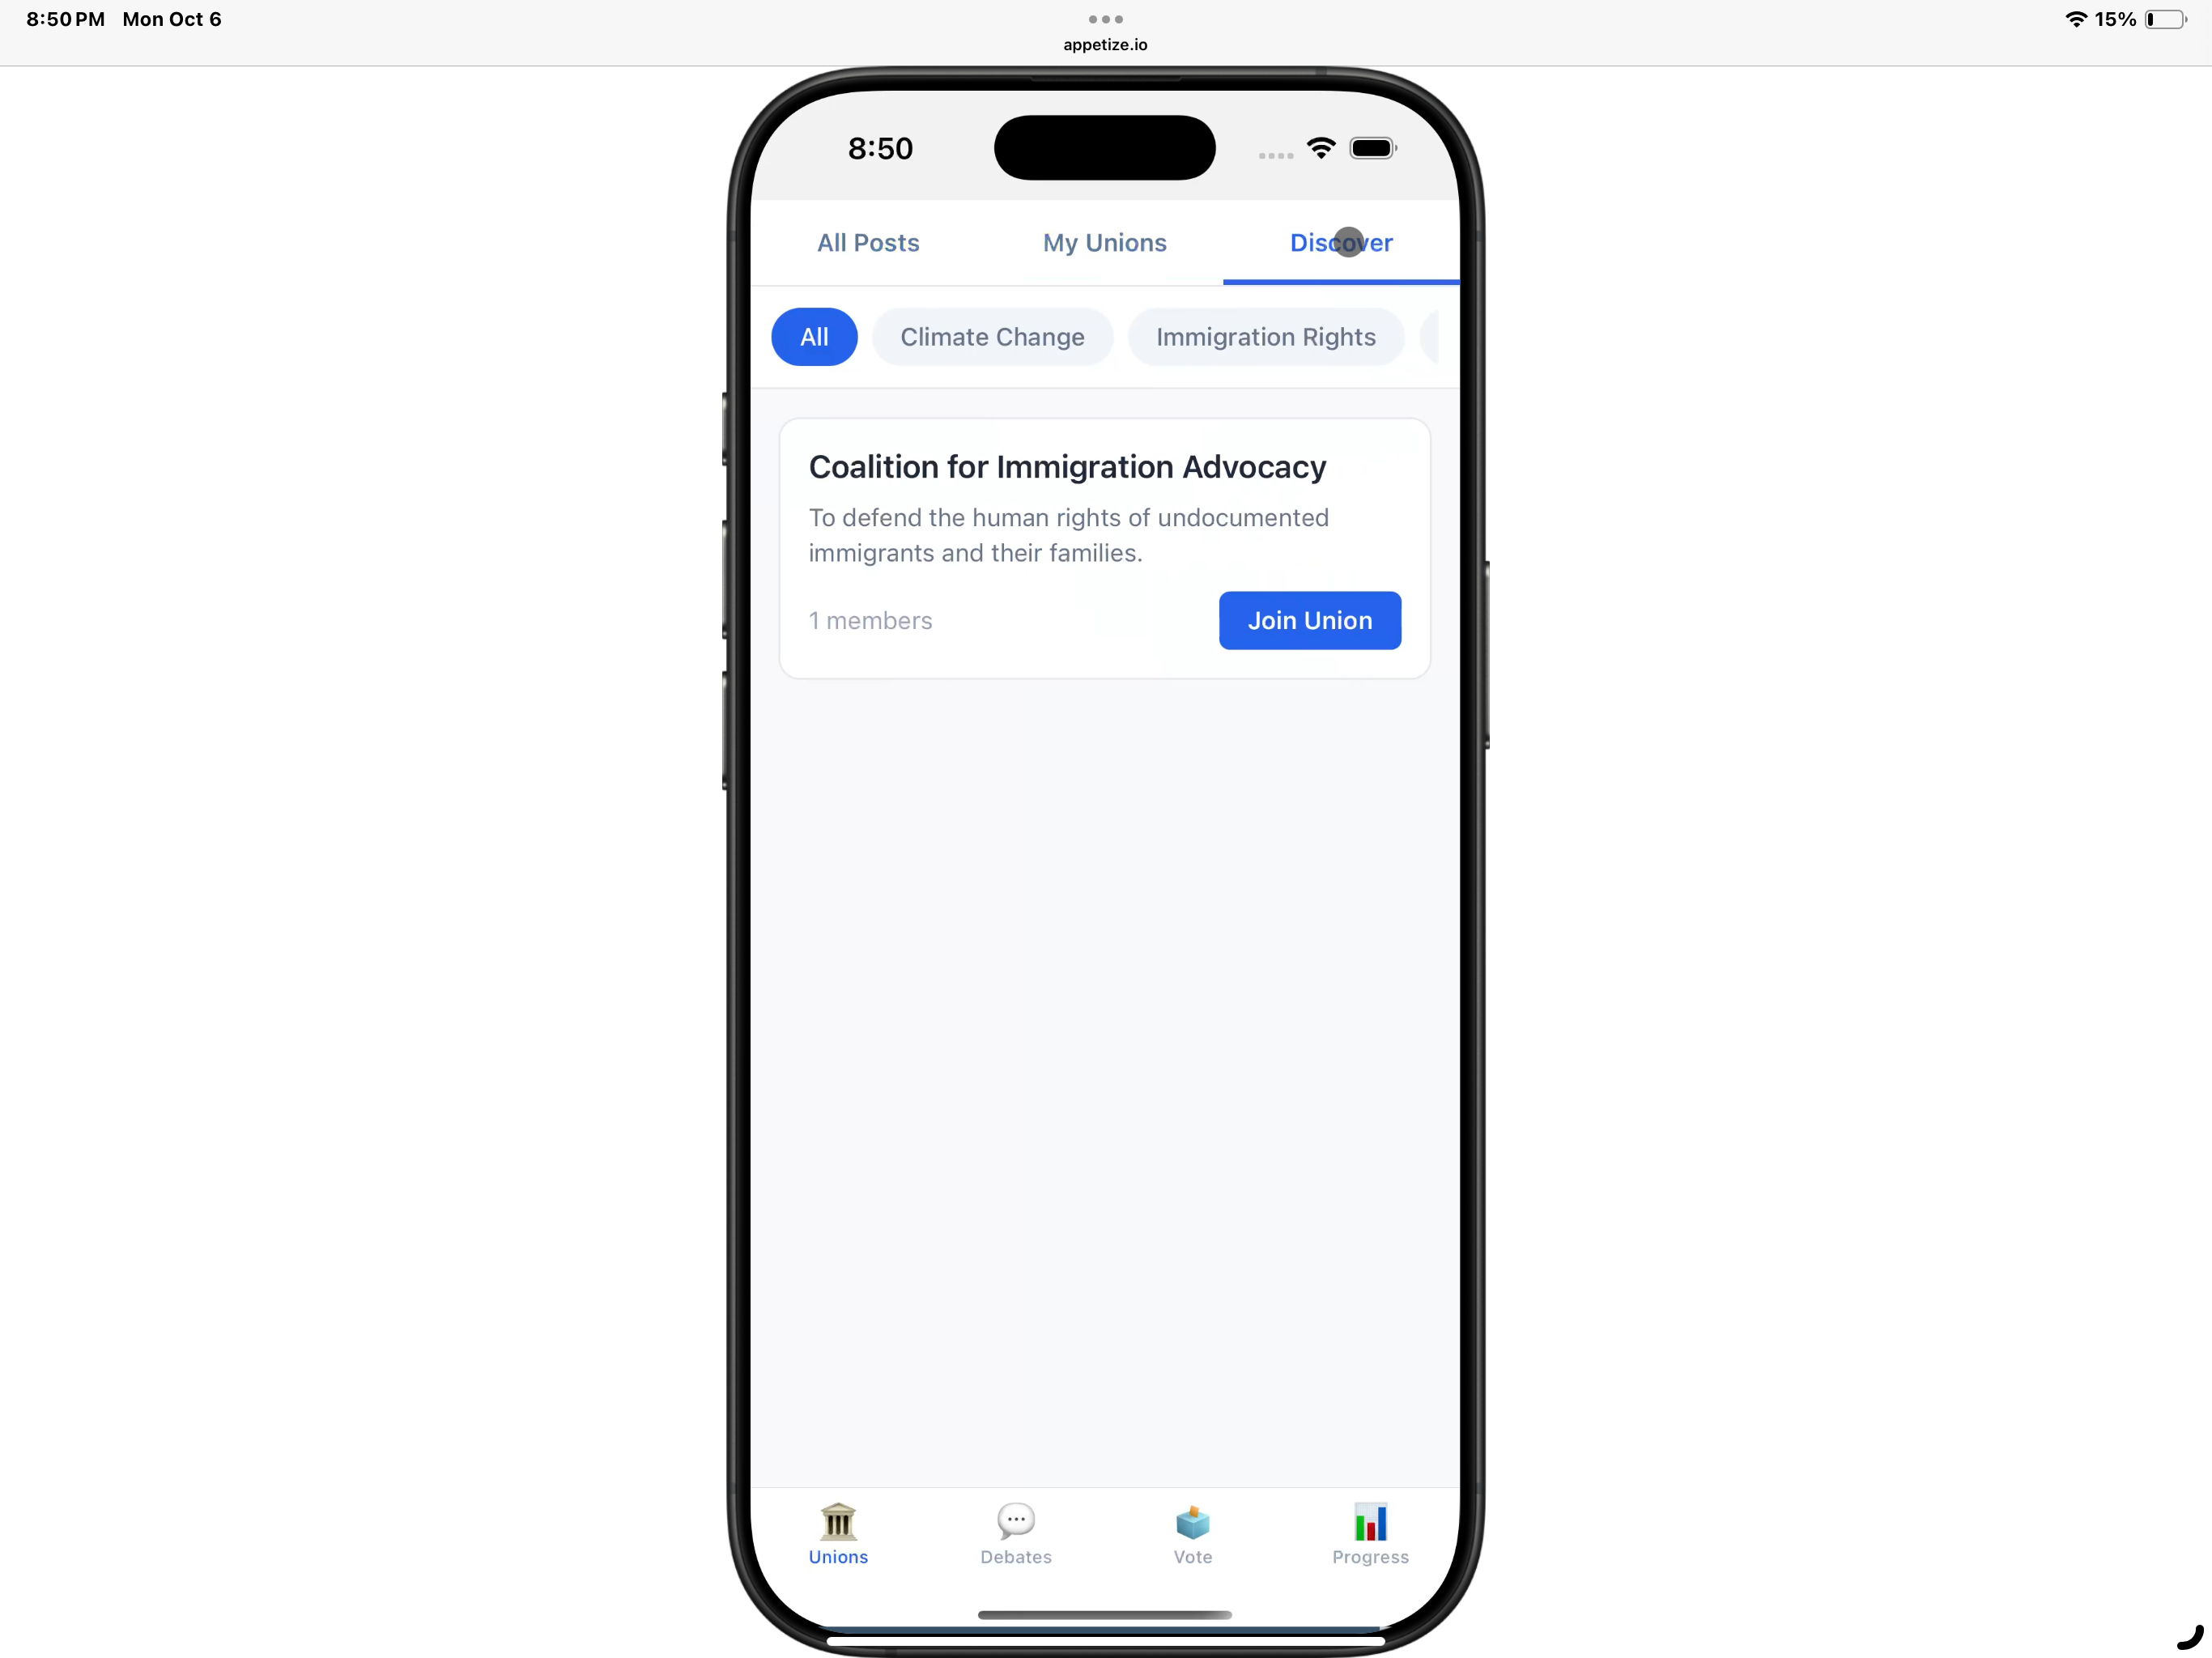 8:50 PM Mon Oct 6
15%
appetize.io
8:50
All Posts My Unions Discover
All Climate Change Immigration Rights
Coalition for Immigration Advocacy
To defend the human rights of undocumented
immigrants and their families.
1 members Join Union
Unions Debates Vote Progress